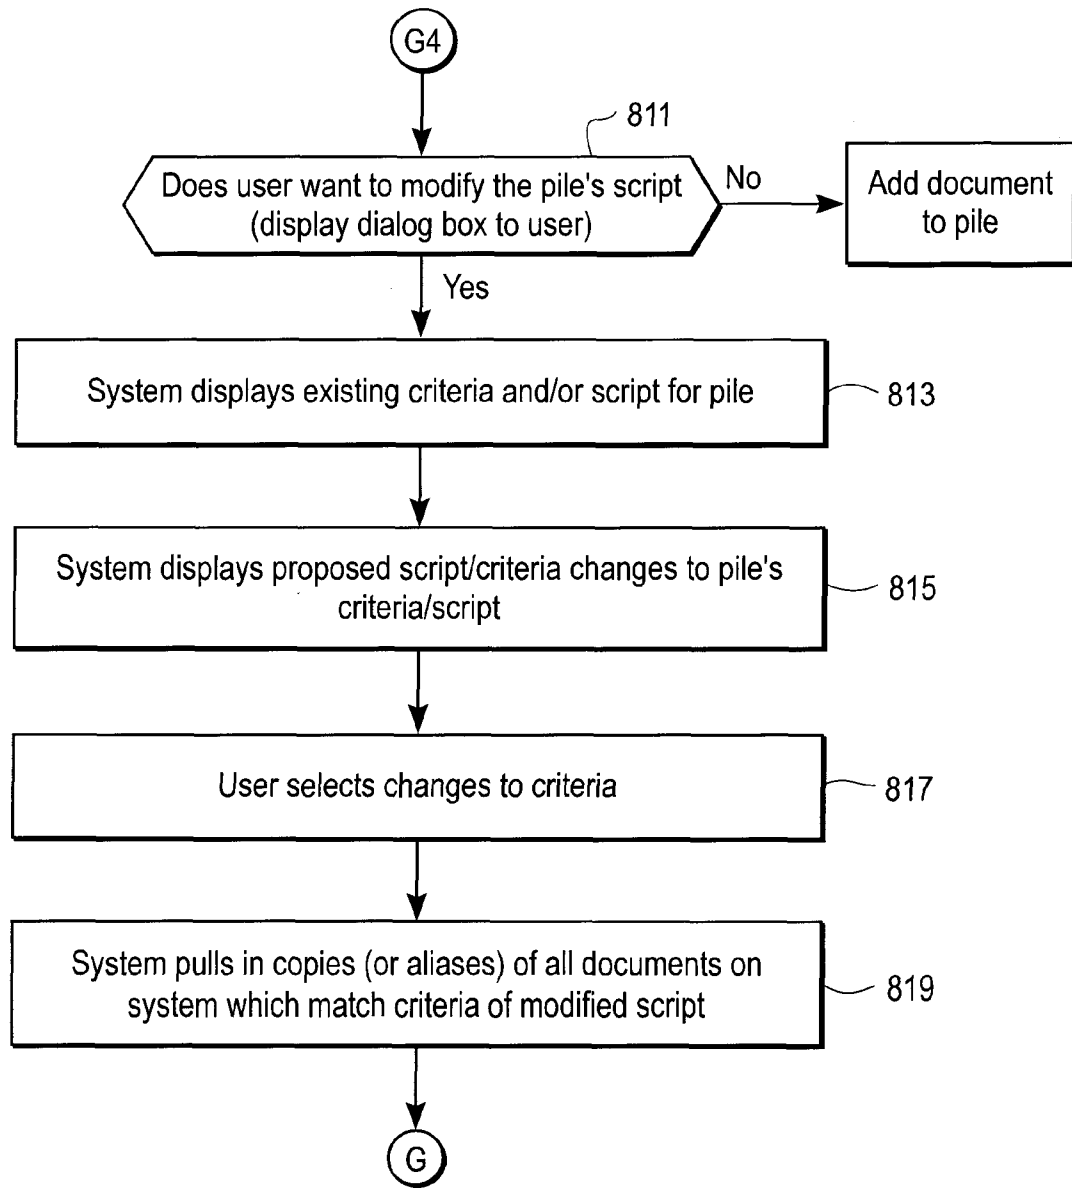 G4
811
Does user want to modify the pile's script
(display dialog box to user)
No
Add document
to pile
Yes
System displays existing criteria and/or script for pile
813
System displays proposed script/criteria changes to pile's
criteria/script
815
User selects changes to criteria
817
System pulls in copies (or aliases) of all documents on
system which match criteria of modified script
819
G